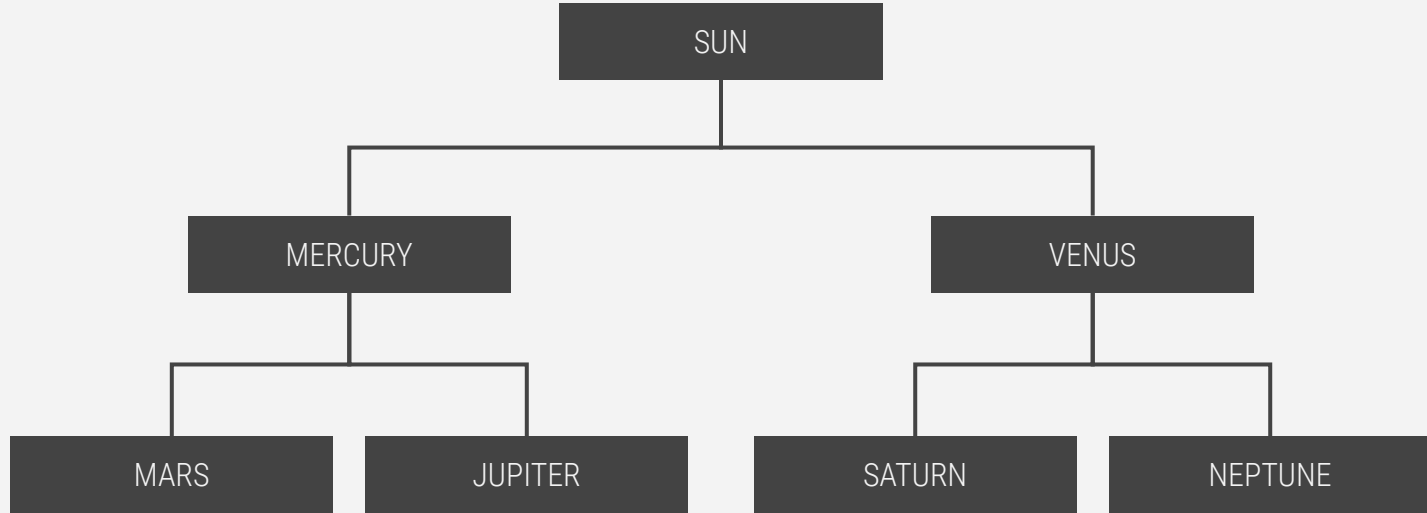 SUN
MERCURY
VENUS
MARS
JUPITER
SATURN
NEPTUNE